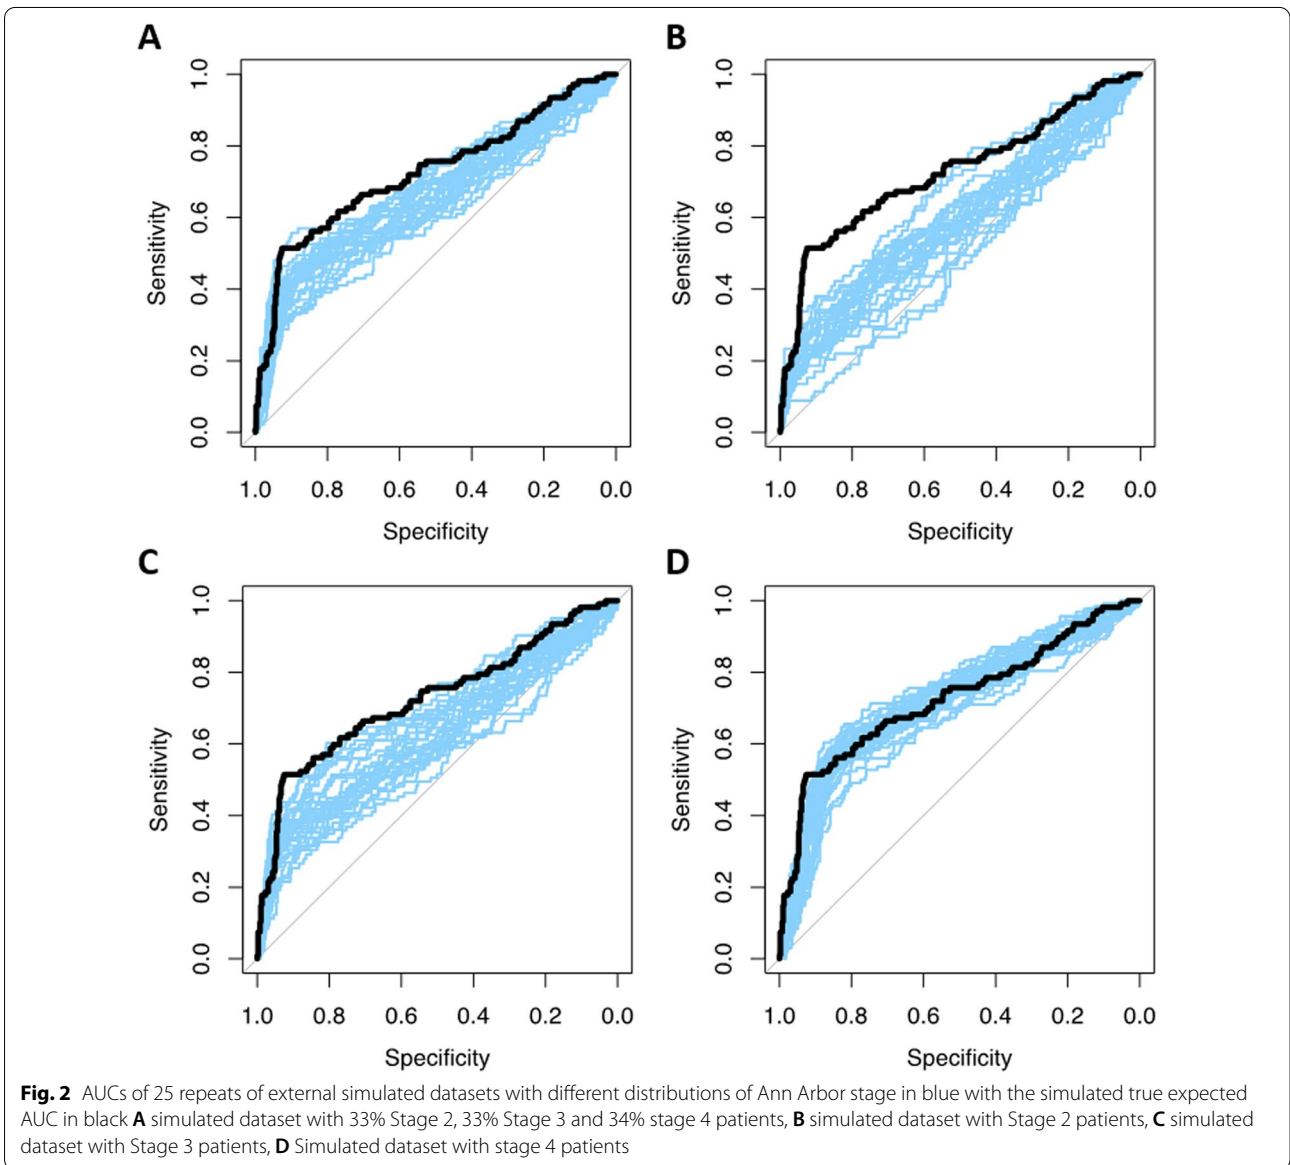 A
B
1.0
0.8
0.6
0.4
0.2
0.0
Sensitivity
1.0 0.8 0.6 0.4 0.2 0.0
Specificity
1.0
0.8
0.6
0.4
0.2
0.0
Sensitivity
1.0 0.8 0.6 0.4 0.2 0.0
Specificity
C
D
1.0
0.8
0.6
0.4
0.2
0.0
Sensitivity
1.0 0.8 0.6 0.4 0.2 0.0
Specificity
1.0
0.8
0.6
0.4
0.2
0.0
Sensitivity
1.0 0.8 0.6 0.4 0.2 0.0
Specificity
Fig. 2 AUCs of 25 repeats of external simulated datasets with different distributions of Ann Arbor stage in blue with the simulated true expected
AUC in black A simulated dataset with 33% Stage 2, 33% Stage 3 and 34% stage 4 patients, B simulated dataset with Stage 2 patients, C simulated
dataset with Stage 3 patients, D Simulated dataset with stage 4 patients